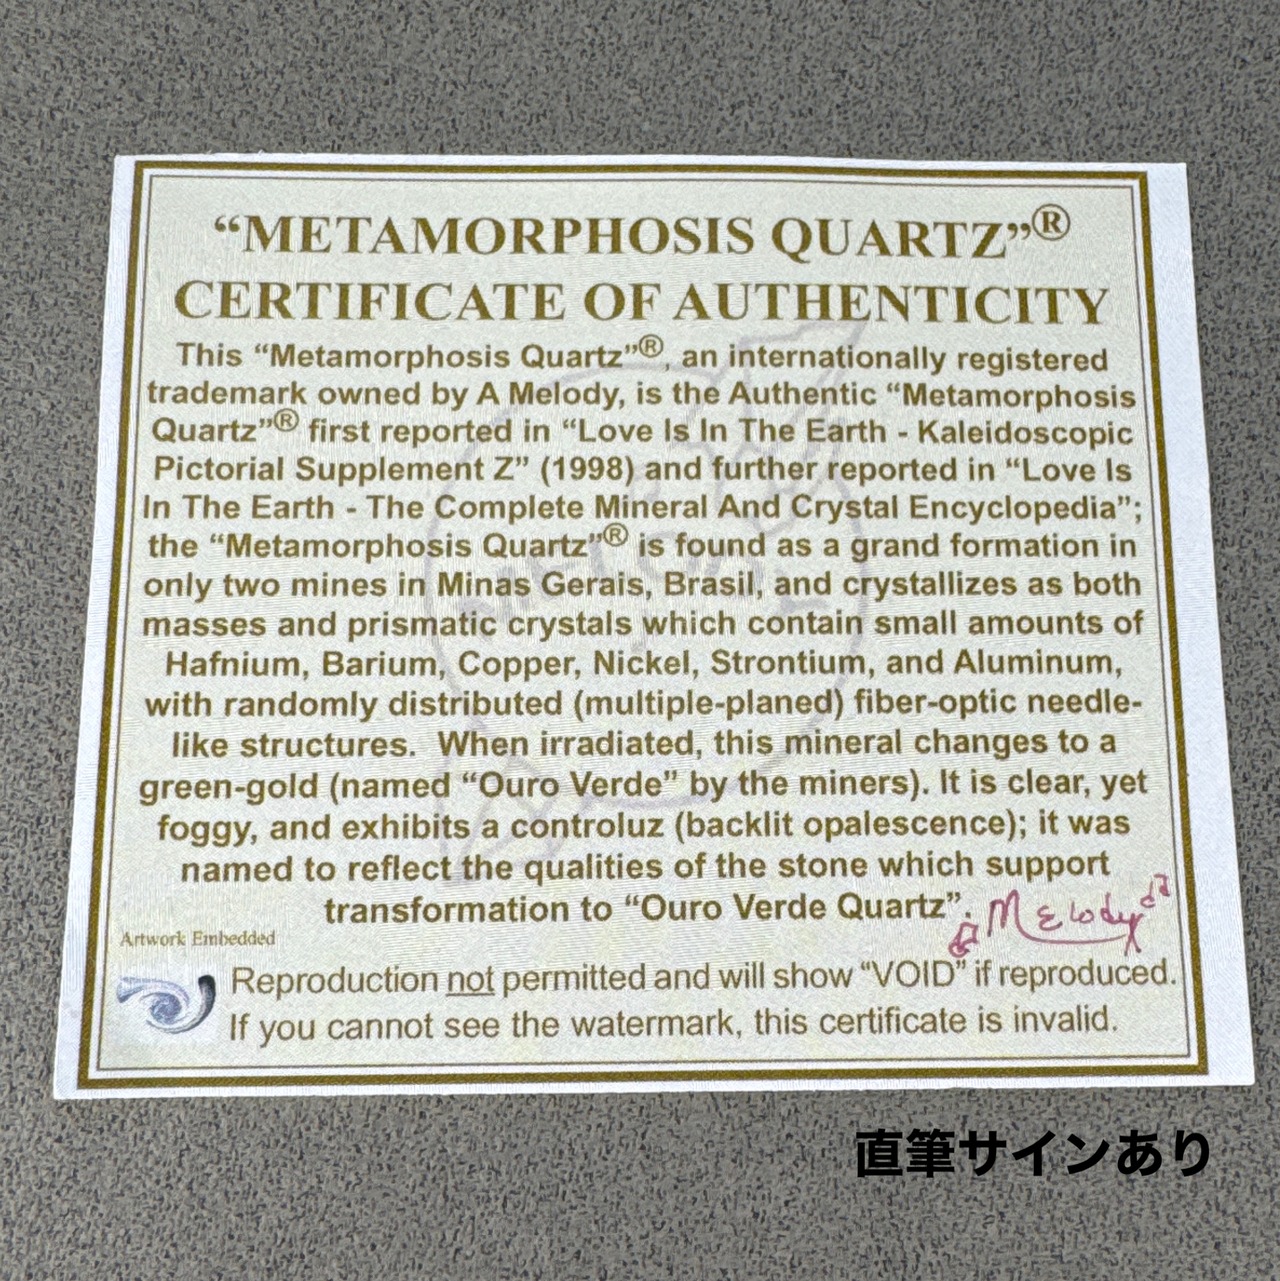 “METAMORPHOSIS QUARTZ”®
CERTIFICATE OF AUTHENTICITY
This “Metamorphosis Quartz”®, an internationally registered
trademark owned by A Melody, is the Authentic “Metamorphosis
Quartz”® first reported in “Love Is In The Earth - Kaleidoscopic
Pictorial Supplement Z” (1998) and further reported in “Love Is
In The Earth - The Complete Mineral And Crystal Encyclopedia”;
the “Metamorphosis Quartz”® is found as a grand formation in
only two mines in Minas Gerais, Brasil, and crystallizes as both
masses and prismatic crystals which contain small amounts of
Hafnium, Barium, Copper, Nickel, Strontium, and Aluminum,
with randomly distributed (multiple-planed) fiber-optic needle-
like structures. When irradiated, this mineral changes to a
green-gold (named “Ouro Verde” by the miners). It is clear, yet
foggy, and exhibits a controluz (backlit opalescence); it was
named to reflect the qualities of the stone which support
transformation to “Ouro Verde Quartz”.
Melody
Artwork Embedded
Reproduction not permitted and will show “VOID” if reproduced.
If you cannot see the watermark, this certificate is invalid.
直筆サインあり